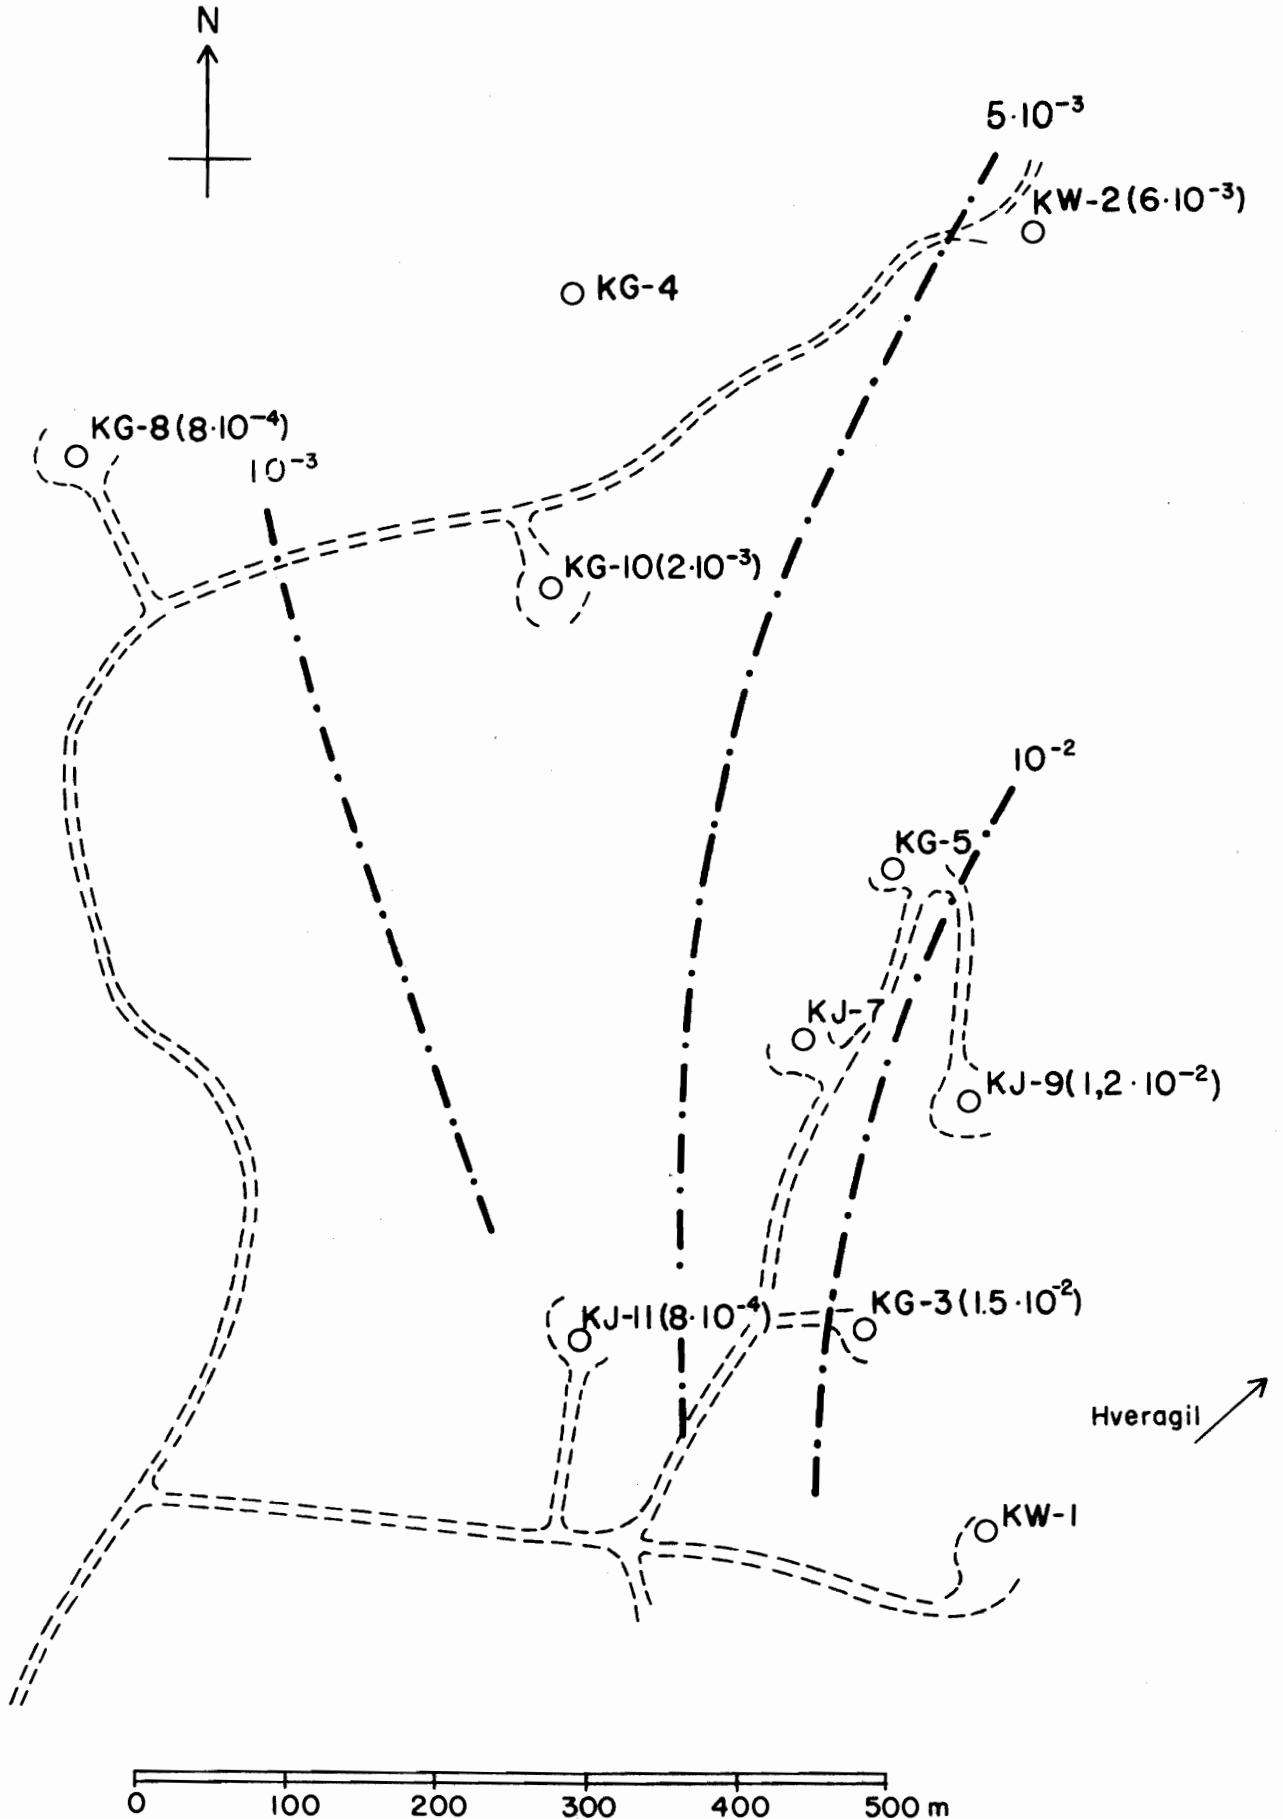 N
5·10⁻³
KW-2(6·10⁻³)
KG-4
KG-8(8·10⁻⁴)
10⁻³
KG-10(2·10⁻³)
10⁻²
KG-5
KJ-7
KJ-9(1,2·10⁻²)
KJ-11(8·10⁻⁴)
KG-3(1.5·10⁻²)
Hveragil
KW-1
0 100 200 300 400 500 m